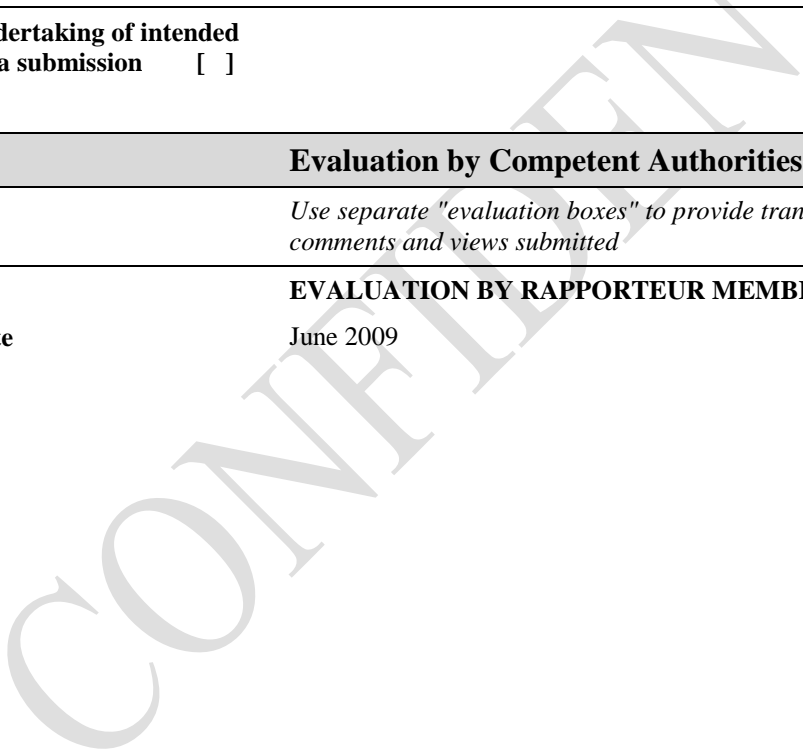 dertaking of intended
a submission [ ]
Evaluation by Competent Authorities
Use separate "evaluation boxes" to provide tran
comments and views submitted
EVALUATION BY RAPPORTEUR MEMB
te June 2009
CONFIDEN